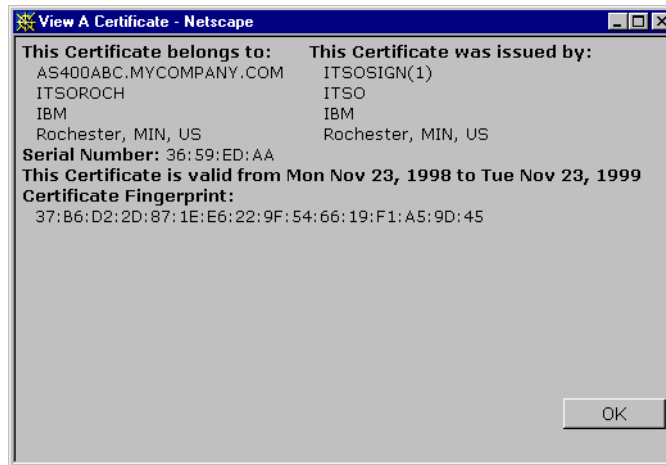 View A Certificate - Netscape
This Certificate belongs to: This Certificate was issued by:
AS400ABC.MYCOMPANY.COM ITSOSIGN(1)
ITSOROCH ITSO
IBM IBM
Rochester, MIN, US Rochester, MIN, US
Serial Number: 36:59:ED:AA
This Certificate is valid from Mon Nov 23, 1998 to Tue Nov 23, 1999
Certificate Fingerprint:
37:B6:D2:2D:87:1E:E6:22:9F:54:66:19:F1:A5:9D:45
OK